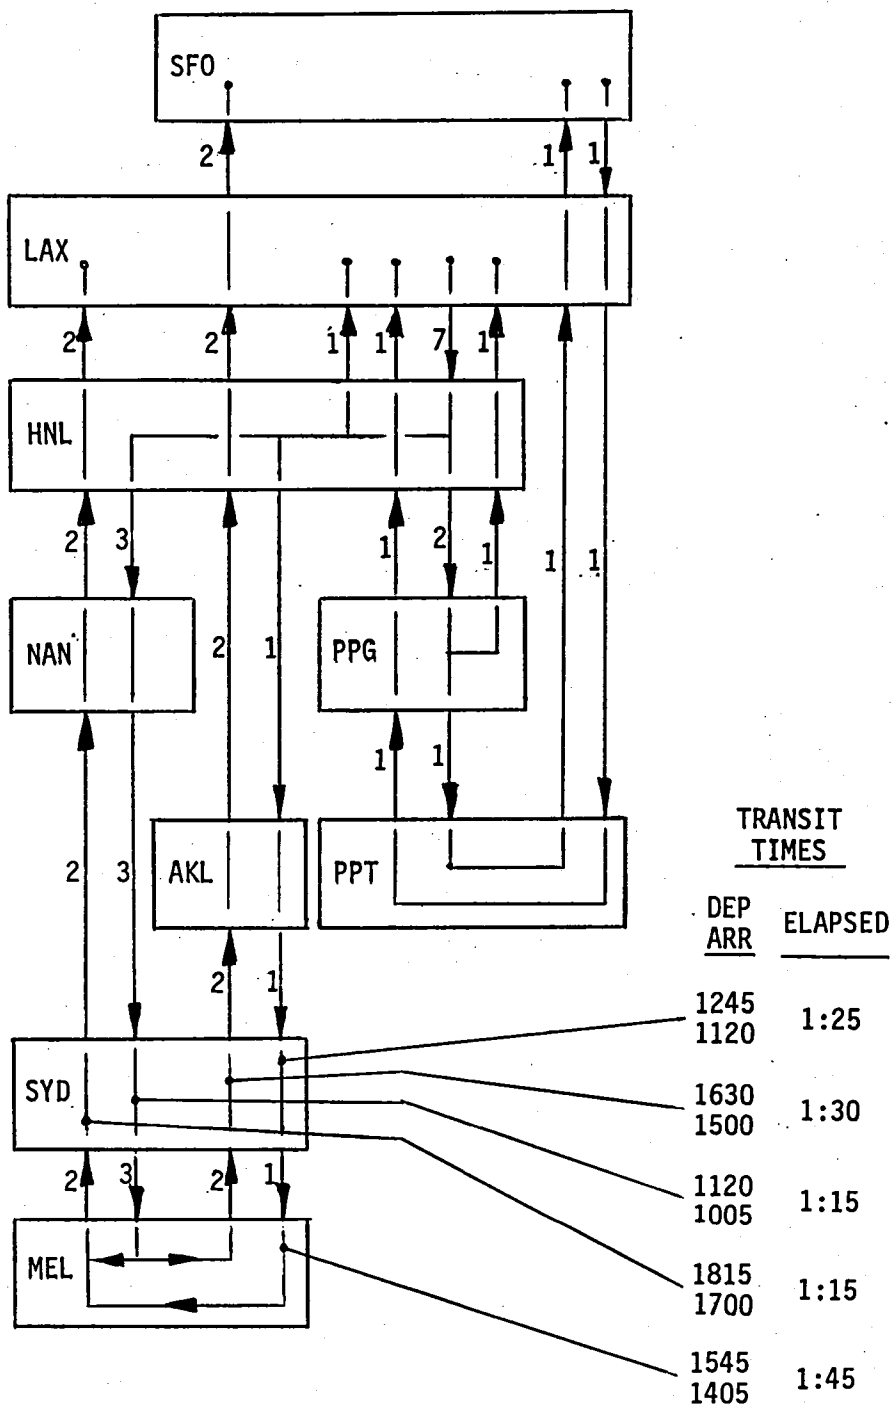 SFO
2 1 1
LAX
2 2 1 1 7 1
HNL
2 3 1 2 1 1 1
NAN 2 1 PPG
1 1
TRANSIT
TIMES
2 3 AKL PPT
DEP ELAPSED
ARR
2 1
1245 1:25
1120
SYD
1630 1:30
1500
2 3 2 1
1120 1:15
1005
MEL
1815 1:15
1700
1545 1:45
1405